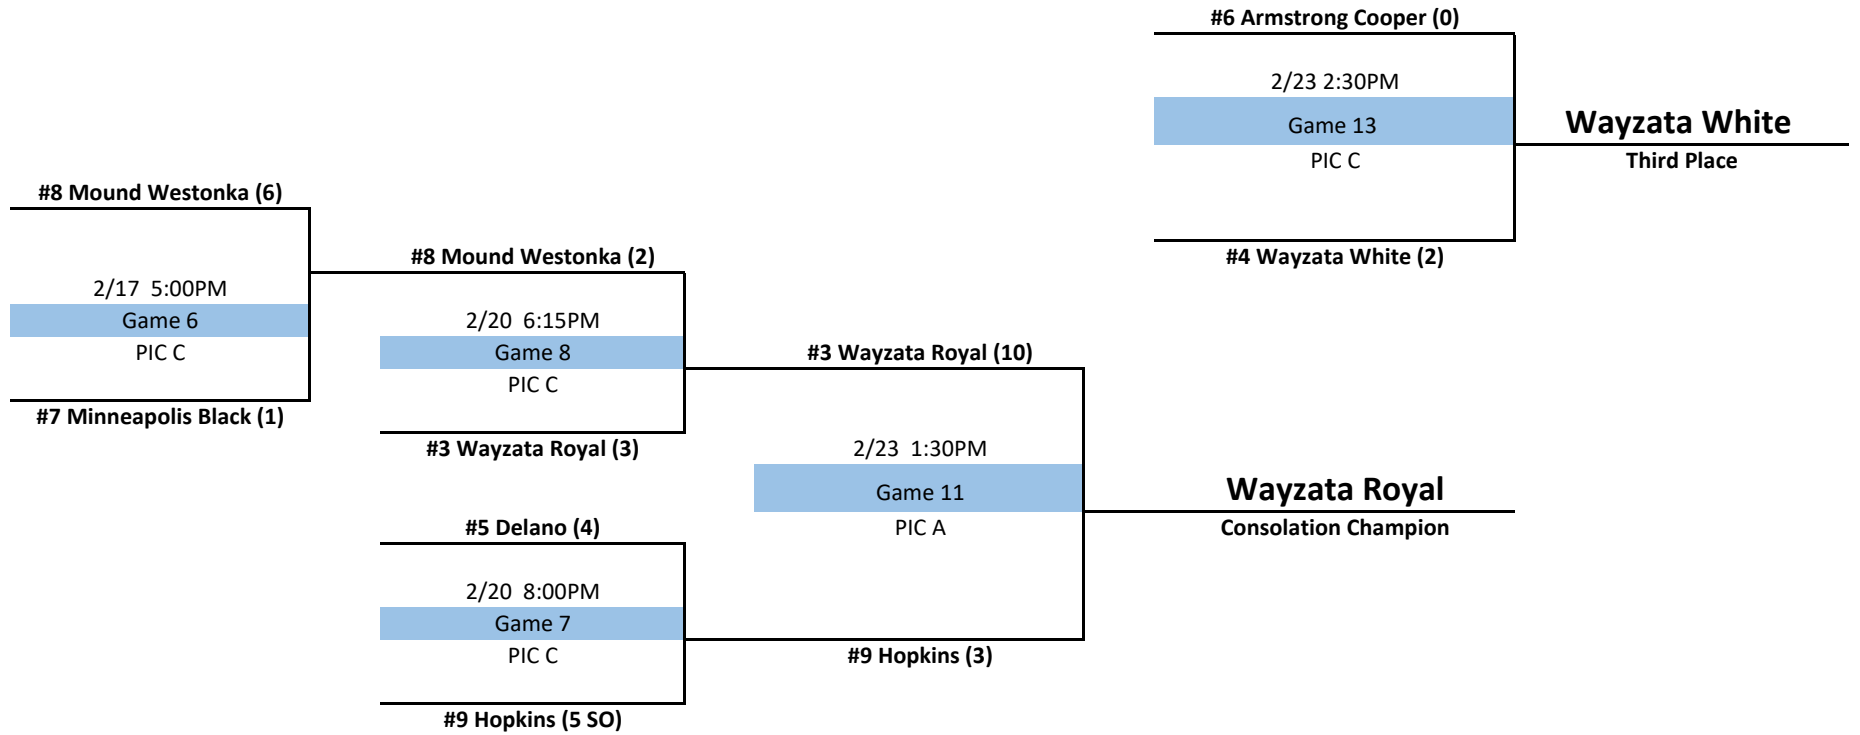 #6 Armstrong Cooper (0)
2/23 2:30PM
Game 13
Wayzata White
PIC C
Third Place
#8 Mound Westonka (6)
#8 Mound Westonka (2)
#4 Wayzata White (2)
2/17 5:00PM
Game 6
2/20 6:15PM
PIC C
Game 8
#3 Wayzata Royal (10)
PIC C
#7 Minneapolis Black (1)
#3 Wayzata Royal (3)
2/23 1:30PM
Game 11
Wayzata Royal
#5 Delano (4)
PIC A
Consolation Champion
2/20 8:00PM
Game 7
PIC C
#9 Hopkins (3)
#9 Hopkins (5 SO)